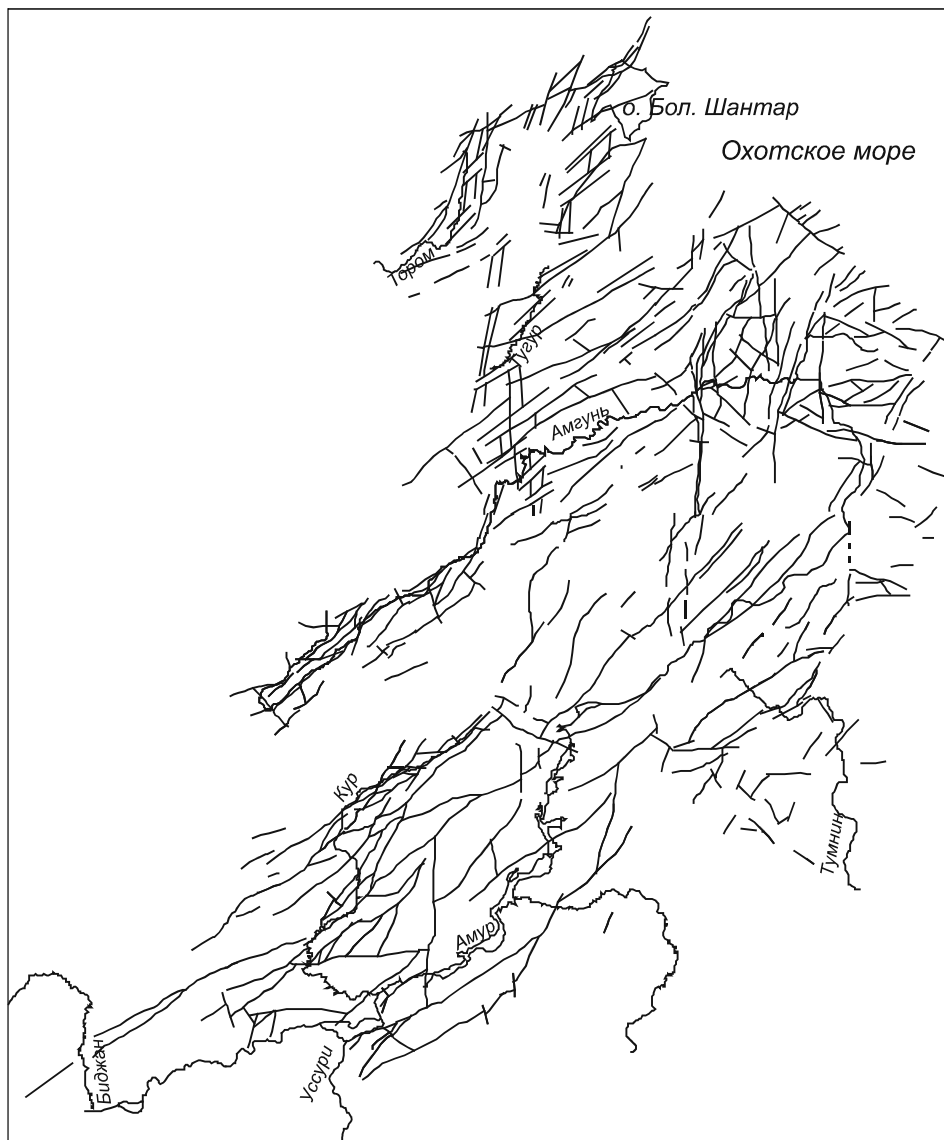 о. Бол. Шантар
Охотское море
Тором
Тугур
Амгунь
Кур
Тумнин
Амур
Биджан
Уссури